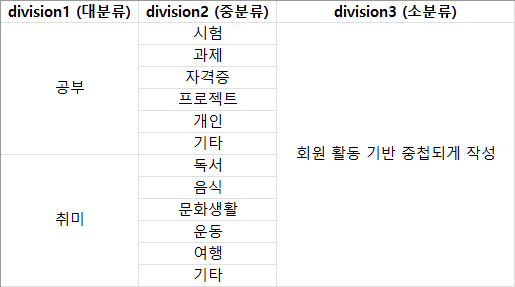 division1 (대분류) division2 (중분류) division3 (소분류)
공부
시험
과제
자격증
프로젝트
개인
기타
취미
독서
음식
문화생활
운동
여행
기타
회원 활동 기반 중첩되게 작성